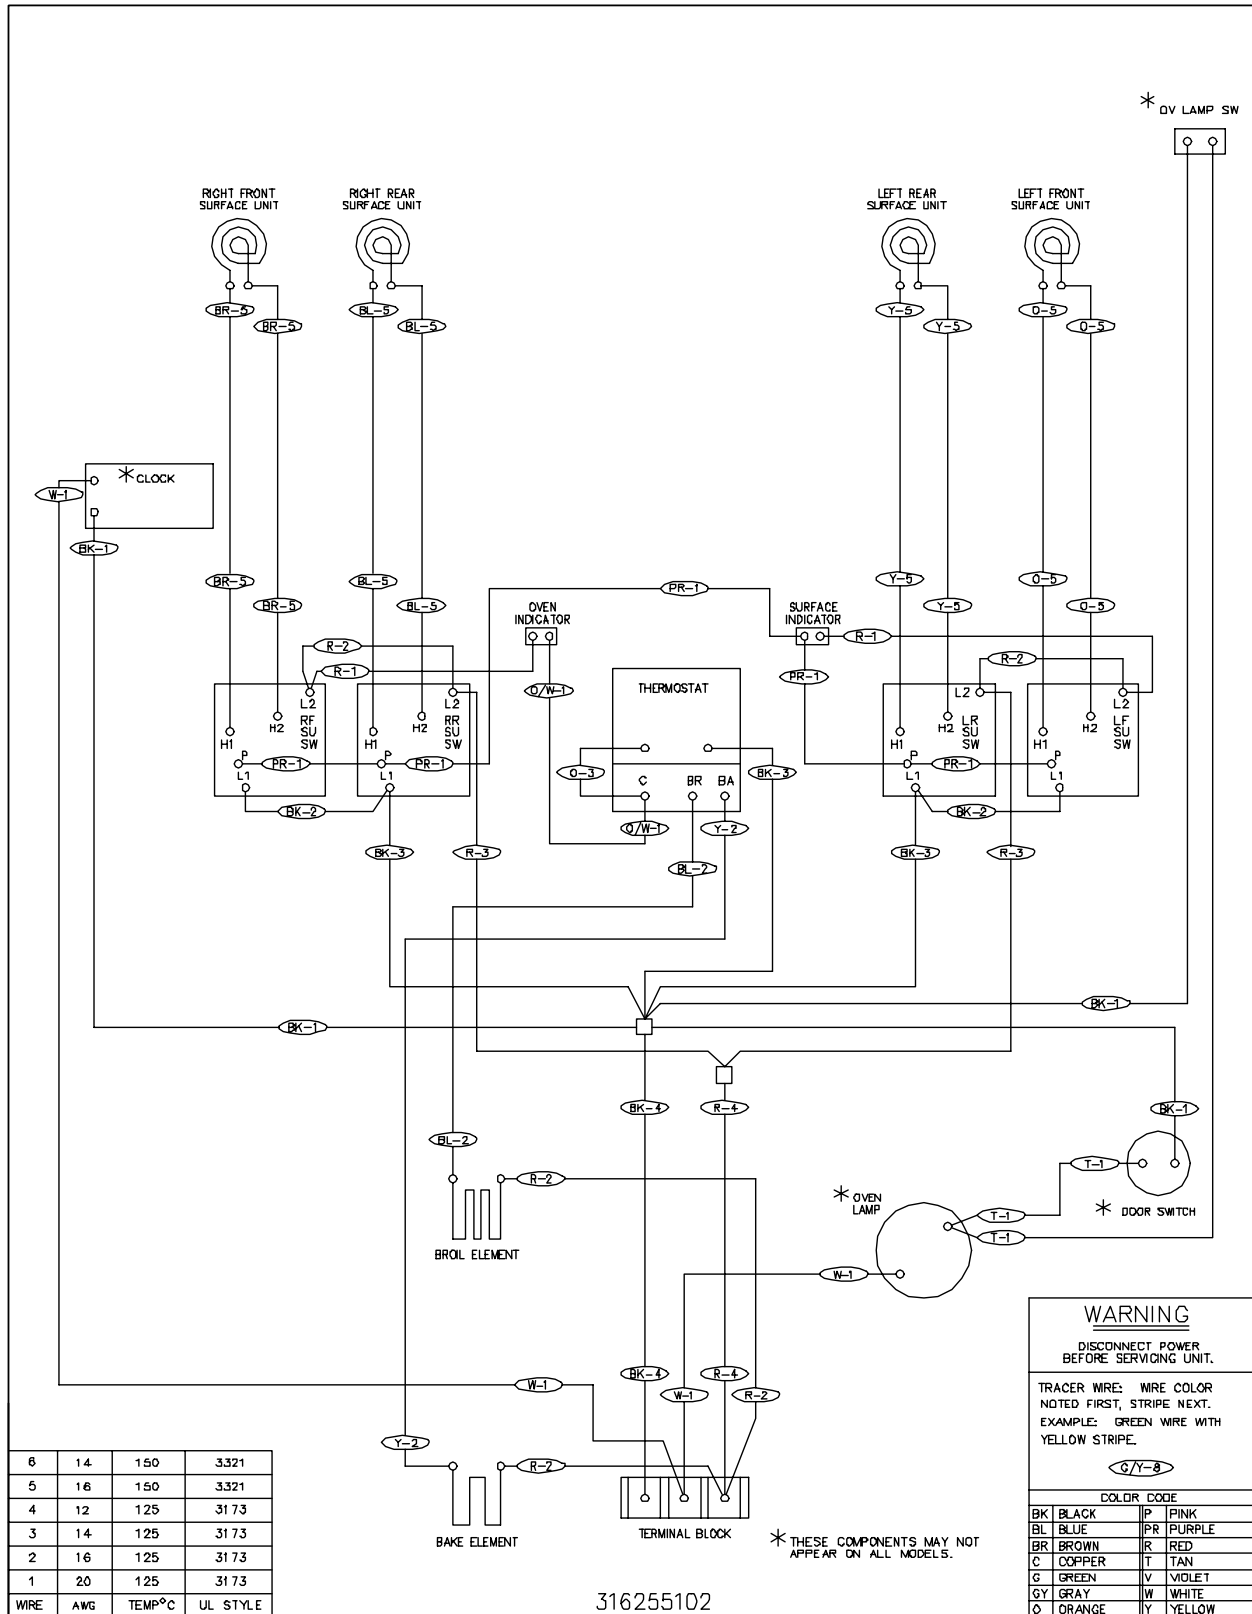 OV LAMP SW
RIGHT FRONT
SURFACE UNIT
RIGHT REAR
SURFACE UNIT
LEFT REAR
SURFACE UNIT
LEFT FRONT
SURFACE UNIT
BR-5
BR-5
BL-5
BL-5
Y-5
Y-5
O-5
O-5
CLOCK
W-1
BK-1
BR-5
BR-5
BL-5
BL-5
PR-1
Y-5
Y-5
O-5
O-5
OVEN
INDICATOR
SURFACE
INDICATOR
R-2
R-1
R-1
R-2
O/W-1
THERMOSTAT
PR-1
L2
RF
SU
SW
H1
H2
P
L1
PR-1
L2
RR
SU
SW
H1
H2
P
L1
PR-1
O-3
BK-3
C
BR
BA
L2
LR
SU
SW
H1
H2
P
L1
PR-1
L2
LF
SU
SW
H1
H2
P
L1
BK-2
BK-2
O/W-1
Y-2
BK-3
R-3
BL-2
BK-3
R-3
BK-1
BK-1
BK-4
R-4
BK-1
BL-2
T-1
R-2
OVEN
LAMP
DOOR SWITCH
T-1
T-1
BROIL ELEMENT
W-1
W-1
BK-4
W-1
R-4
R-2
Y-2
R-2
BAKE ELEMENT
TERMINAL BLOCK
* THESE COMPONENTS MAY NOT
APPEAR ON ALL MODELS.
316255102
6 14 150 3321
5 16 150 3321
4 12 125 3173
3 14 125 3173
2 16 125 3173
1 20 125 3173
WIRE AWG TEMP°C UL STYLE
WARNING
DISCONNECT POWER
BEFORE SERVICING UNIT.
TRACER WIRE: WIRE COLOR
NOTED FIRST, STRIPE NEXT.
EXAMPLE: GREEN WIRE WITH
YELLOW STRIPE.
G/Y-8
COLOR CODE
BK BLACK P PINK
BL BLUE PR PURPLE
BR BROWN R RED
C COPPER T TAN
G GREEN V VIOLET
GY GRAY W WHITE
O ORANGE Y YELLOW